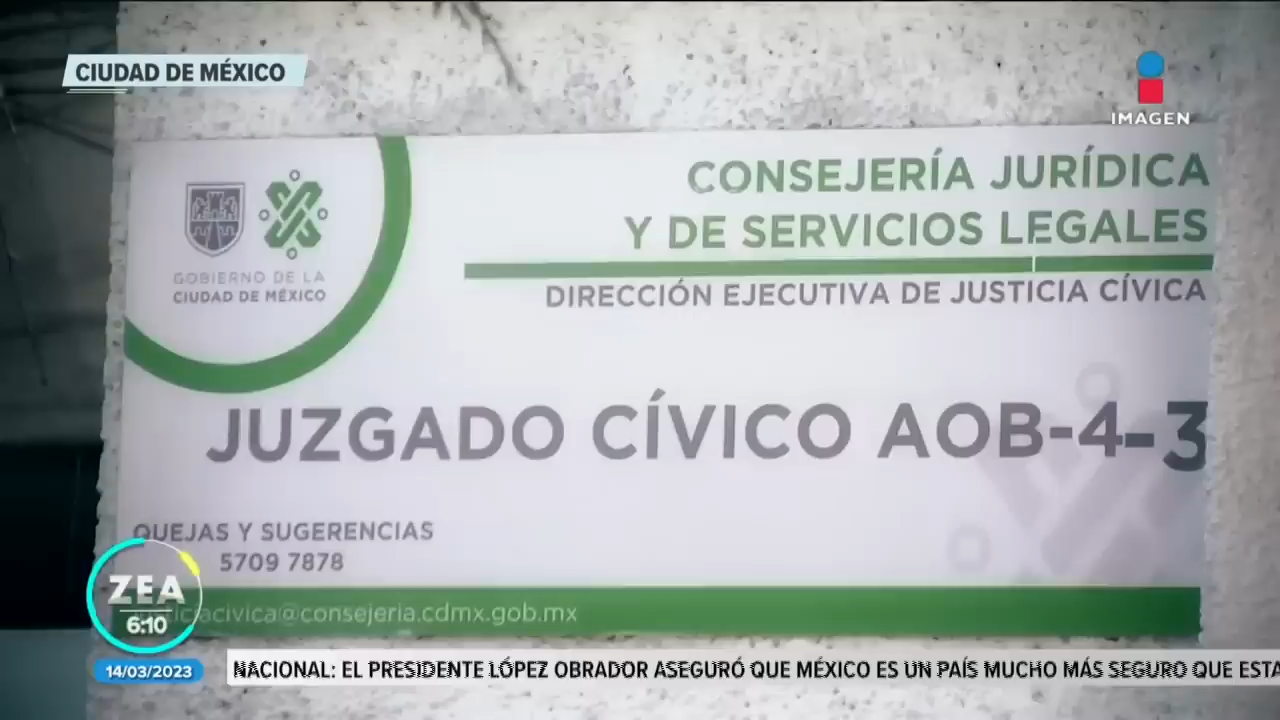 CIUDAD DE MÉXICO
IMAGEN
CONSEJERÍA JURÍDICA
Y DE SERVICIOS LEGALES
DIRECCIÓN EJECUTIVA DE JUSTICIA CÍVICA
GOBIERNO DE LA
CIUDAD DE MÉXICO
JUZGADO CÍVICO AOB-4-3
QUEJAS Y SUGERENCIAS
5709 7878
justiciacivica@consejeria.cdmx.gob.mx
ZEA
6:10
14/03/2023
NACIONAL: EL PRESIDENTE LÓPEZ OBRADOR ASEGURÓ QUE MÉXICO ES UN PAÍS MUCHO MÁS SEGURO QUE ESTA